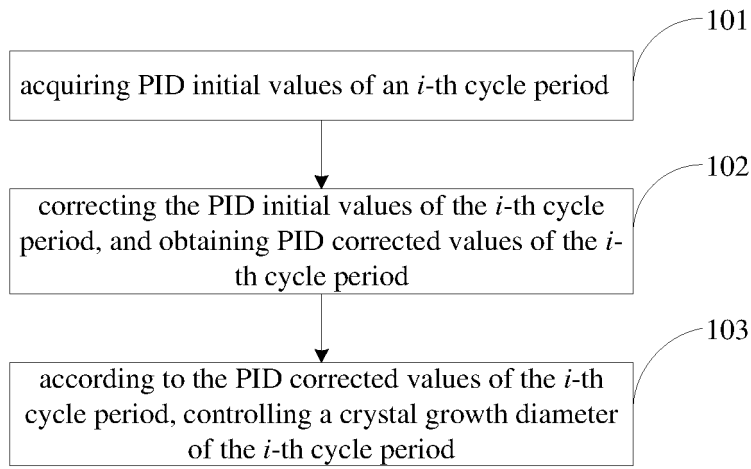 101
acquiring PID initial values of an i-th cycle period
102
correcting the PID initial values of the i-th cycle
period, and obtaining PID corrected values of the i-
th cycle period
103
according to the PID corrected values of the i-th
cycle period, controlling a crystal growth diameter
of the i-th cycle period